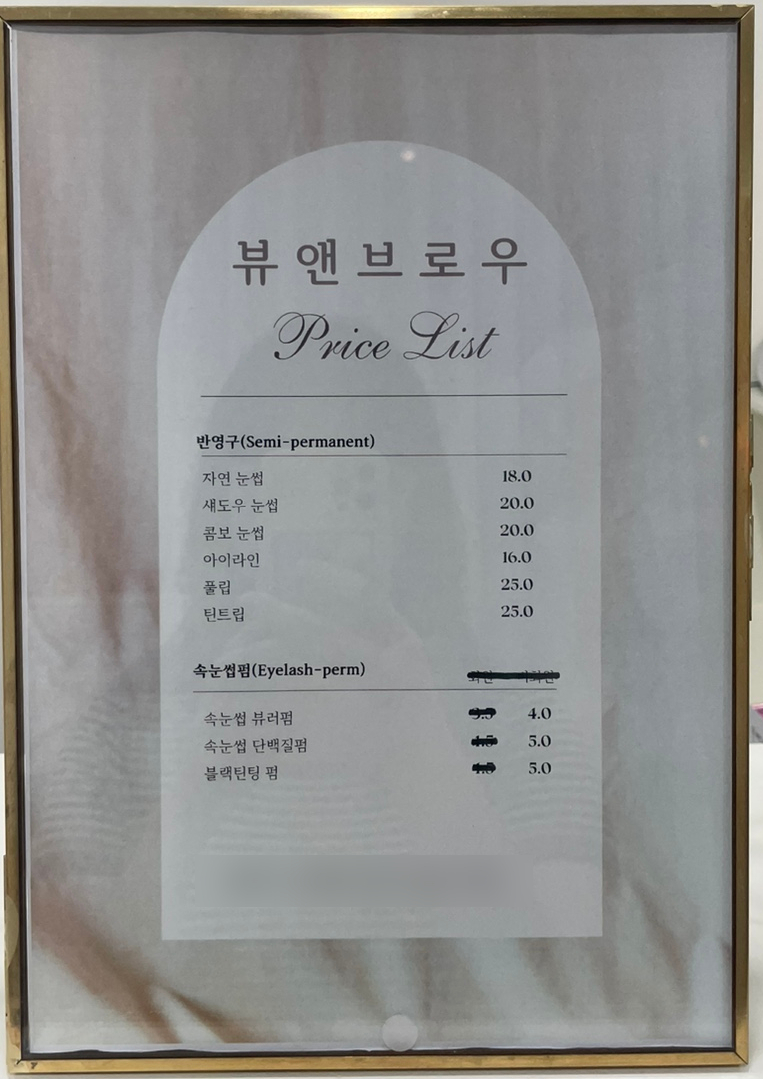 뷰앤브로우
Price List
반영구(Semi-permanent)
자연 눈썹 18.0
섀도우 눈썹 20.0
콤보 눈썹 20.0
아이라인 16.0
풀립 25.0
틴트립 25.0
속눈썹펌(Eyelash-perm)
속눈썹 뷰러펌 4.0
속눈썹 단백질펌 5.0
블랙틴팅 펌 5.0